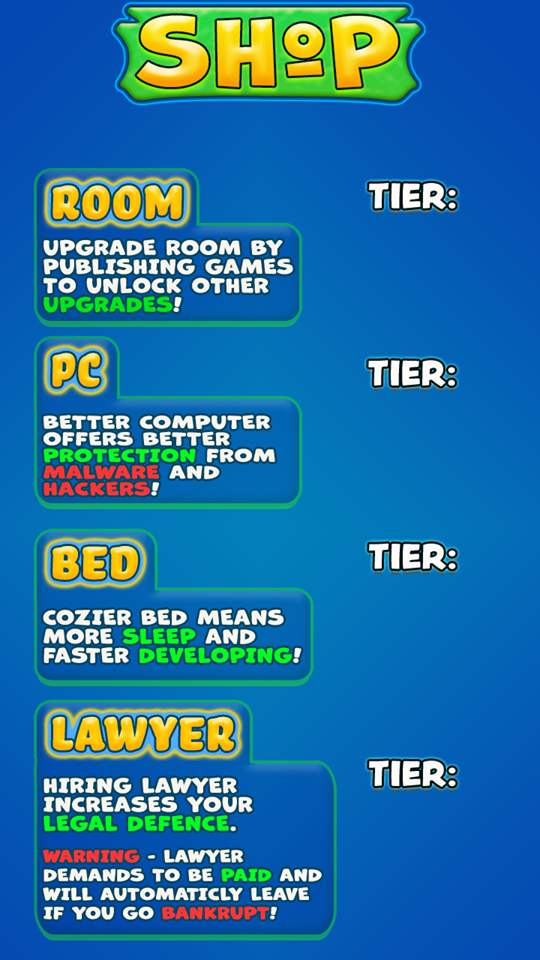 SHOP
ROOM
TIER:
UPGRADE ROOM BY
PUBLISHING GAMES
TO UNLOCK OTHER
UPGRADES!
PC
TIER:
BETTER COMPUTER
OFFERS BETTER
PROTECTION FROM
MALWARE AND
HACKERS!
BED
TIER:
COZIER BED MEANS
MORE SLEEP AND
FASTER DEVELOPING!
LAWYER
TIER:
HIRING LAWYER
INCREASES YOUR
LEGAL DEFENCE.
WARNING - LAWYER
DEMANDS TO BE PAID AND
WILL AUTOMATICLY LEAVE
IF YOU GO BANKRUPT!